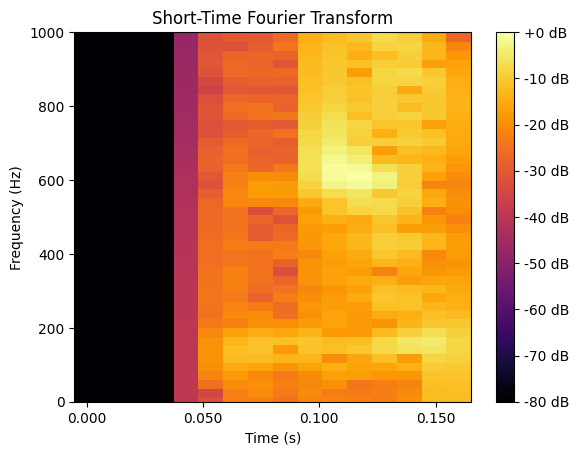 Short-Time Fourier Transform
1000
800
600
400
200
0
Frequency (Hz)
0.000
0.050
0.100
0.150
Time (s)
+0 dB
-10 dB
-20 dB
-30 dB
-40 dB
-50 dB
-60 dB
-70 dB
-80 dB